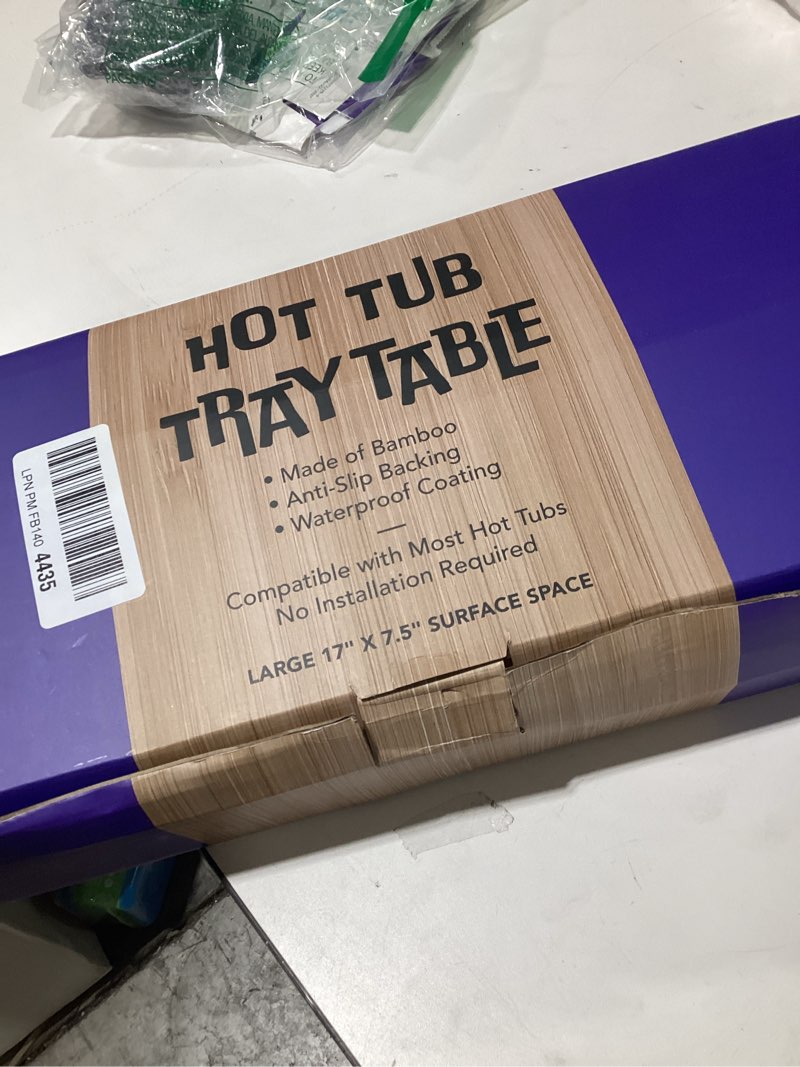 HOT TUB
TRAY TABLE
• Made of Bamboo
• Anti-Slip Backing
• Waterproof Coating
Compatible with Most Hot Tubs
No Installation Required
LARGE 17" X 7.5" SURFACE SPACE
LPN PM FB140 4435